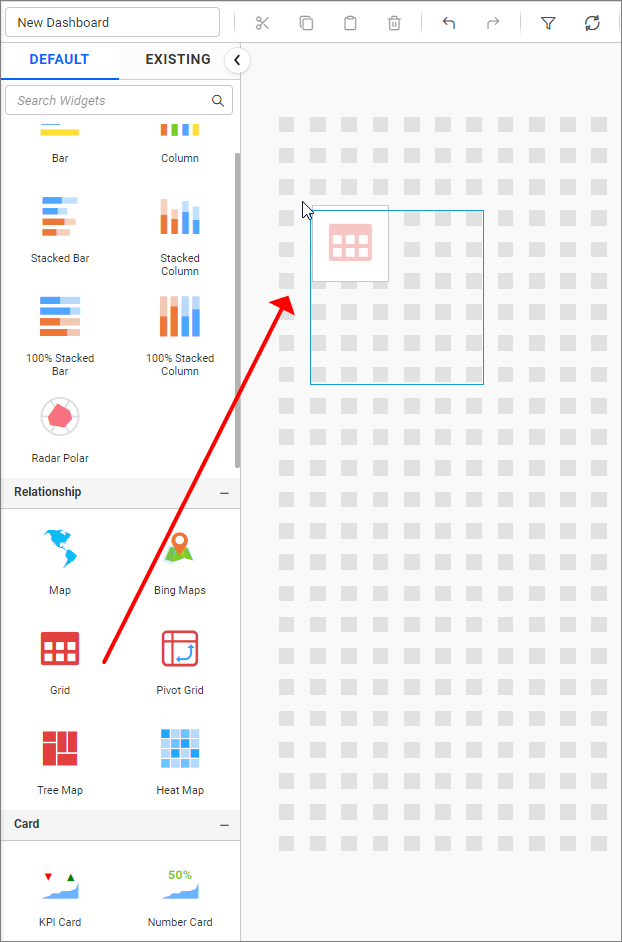 New Dashboard
DEFAULT
EXISTING
Search Widgets
Bar
Column
Stacked Bar
Stacked
Column
100% Stacked
Bar
100% Stacked
Column
Radar Polar
Relationship
Map
Bing Maps
Grid
Pivot Grid
Tree Map
Heat Map
Card
50%
KPI Card
Number Card